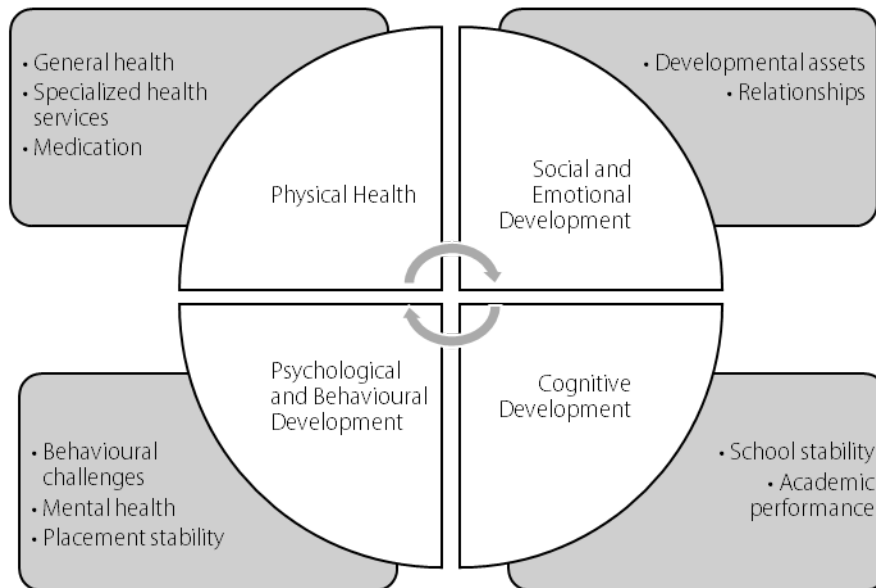 • General health
• Specialized health
services
• Medication
Physical Health
• Developmental assets
• Relationships
Social and
Emotional
Development
Psychological
and Behavioural
Development
• Behavioural
challenges
• Mental health
• Placement stability
Cognitive
Development
• School stability
• Academic
performance